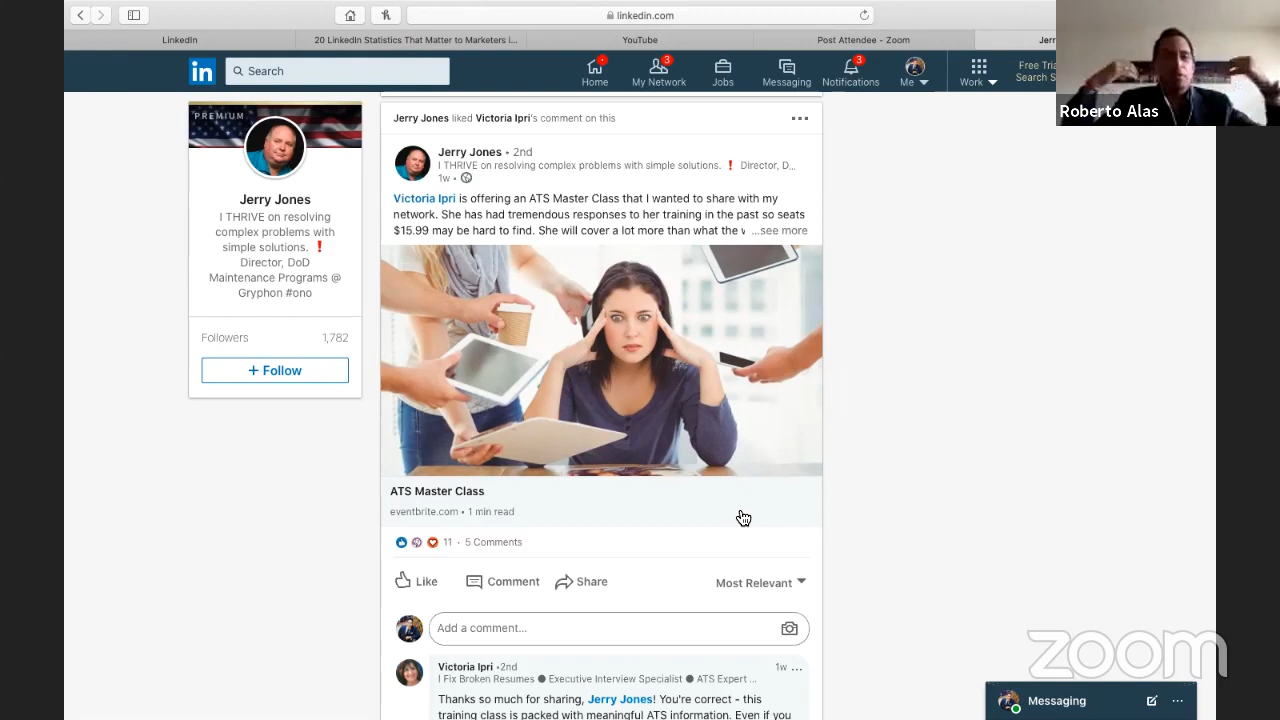 linkedin.com
LinkedIn
20 LinkedIn Statistics That Matter to Marketers i...
YouTube
Post Attendee - Zoom
Jerr
in
Search
Home
3
My Network
Jobs
Messaging
3
Notifications
Me
Work
Free Tria
Search S
Roberto Alas
PREMIUM
Jerry Jones
I THRIVE on resolving
complex problems with
simple solutions. ❗
Director, DoD
Maintenance Programs @
Gryphon #ono
Followers 1,782
+ Follow
Jerry Jones liked Victoria Ipri's comment on this
Jerry Jones • 2nd
I THRIVE on resolving complex problems with simple solutions. ❗ Director, D...
1w •
Victoria Ipri is offering an ATS Master Class that I wanted to share with my
network. She has had tremendous responses to her training in the past so seats
$15.99 may be hard to find. She will cover a lot more than what the w ...see more
ATS Master Class
eventbrite.com • 1 min read
11 · 5 Comments
Like Comment Share Most Relevant
Add a comment...
Victoria Ipri • 2nd 1w ...
I Fix Broken Resumes ● Executive Interview Specialist ● ATS Expert ...
Thanks so much for sharing, Jerry Jones! You're correct - this
training class is packed with meaningful ATS information. Even if you
zoom
Messaging